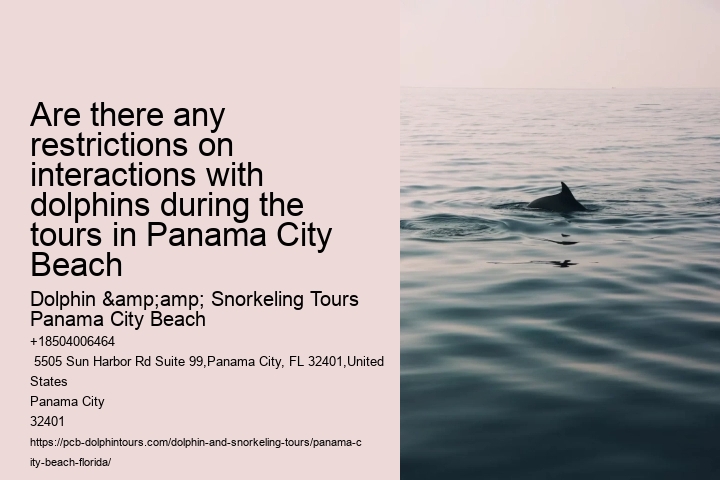 Are there any
restrictions on
interactions with
dolphins during the
tours in Panama City
Beach
Dolphin &amp;amp; Snorkeling Tours
Panama City Beach
+18504006464
5505 Sun Harbor Rd Suite 99,Panama City, FL 32401,United
States
Panama City
32401
https://pcb-dolphintours.com/dolphin-and-snorkeling-tours/panama-c
ity-beach-florida/